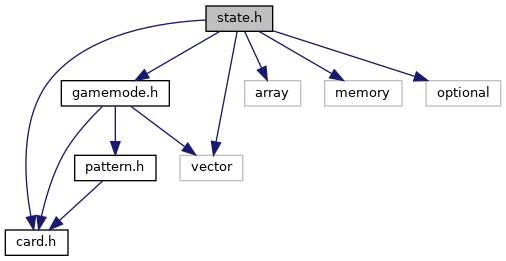 state.h
gamemode.h
array
memory
optional
pattern.h
vector
card.h